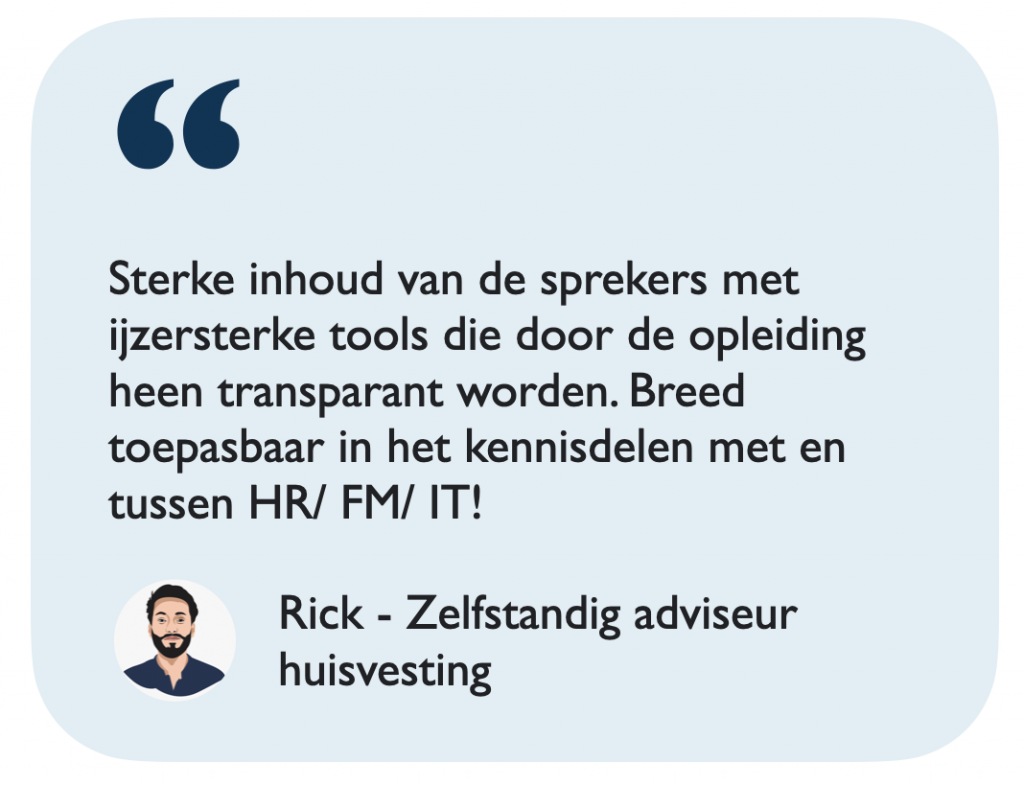 “
Sterke inhoud van de sprekers met
ijzersterke tools die door de opleiding
heen transparant worden. Breed
toepasbaar in het kennisdelen met en
tussen HR/ FM/ IT!
Rick - Zelfstandig adviseur
huisvesting